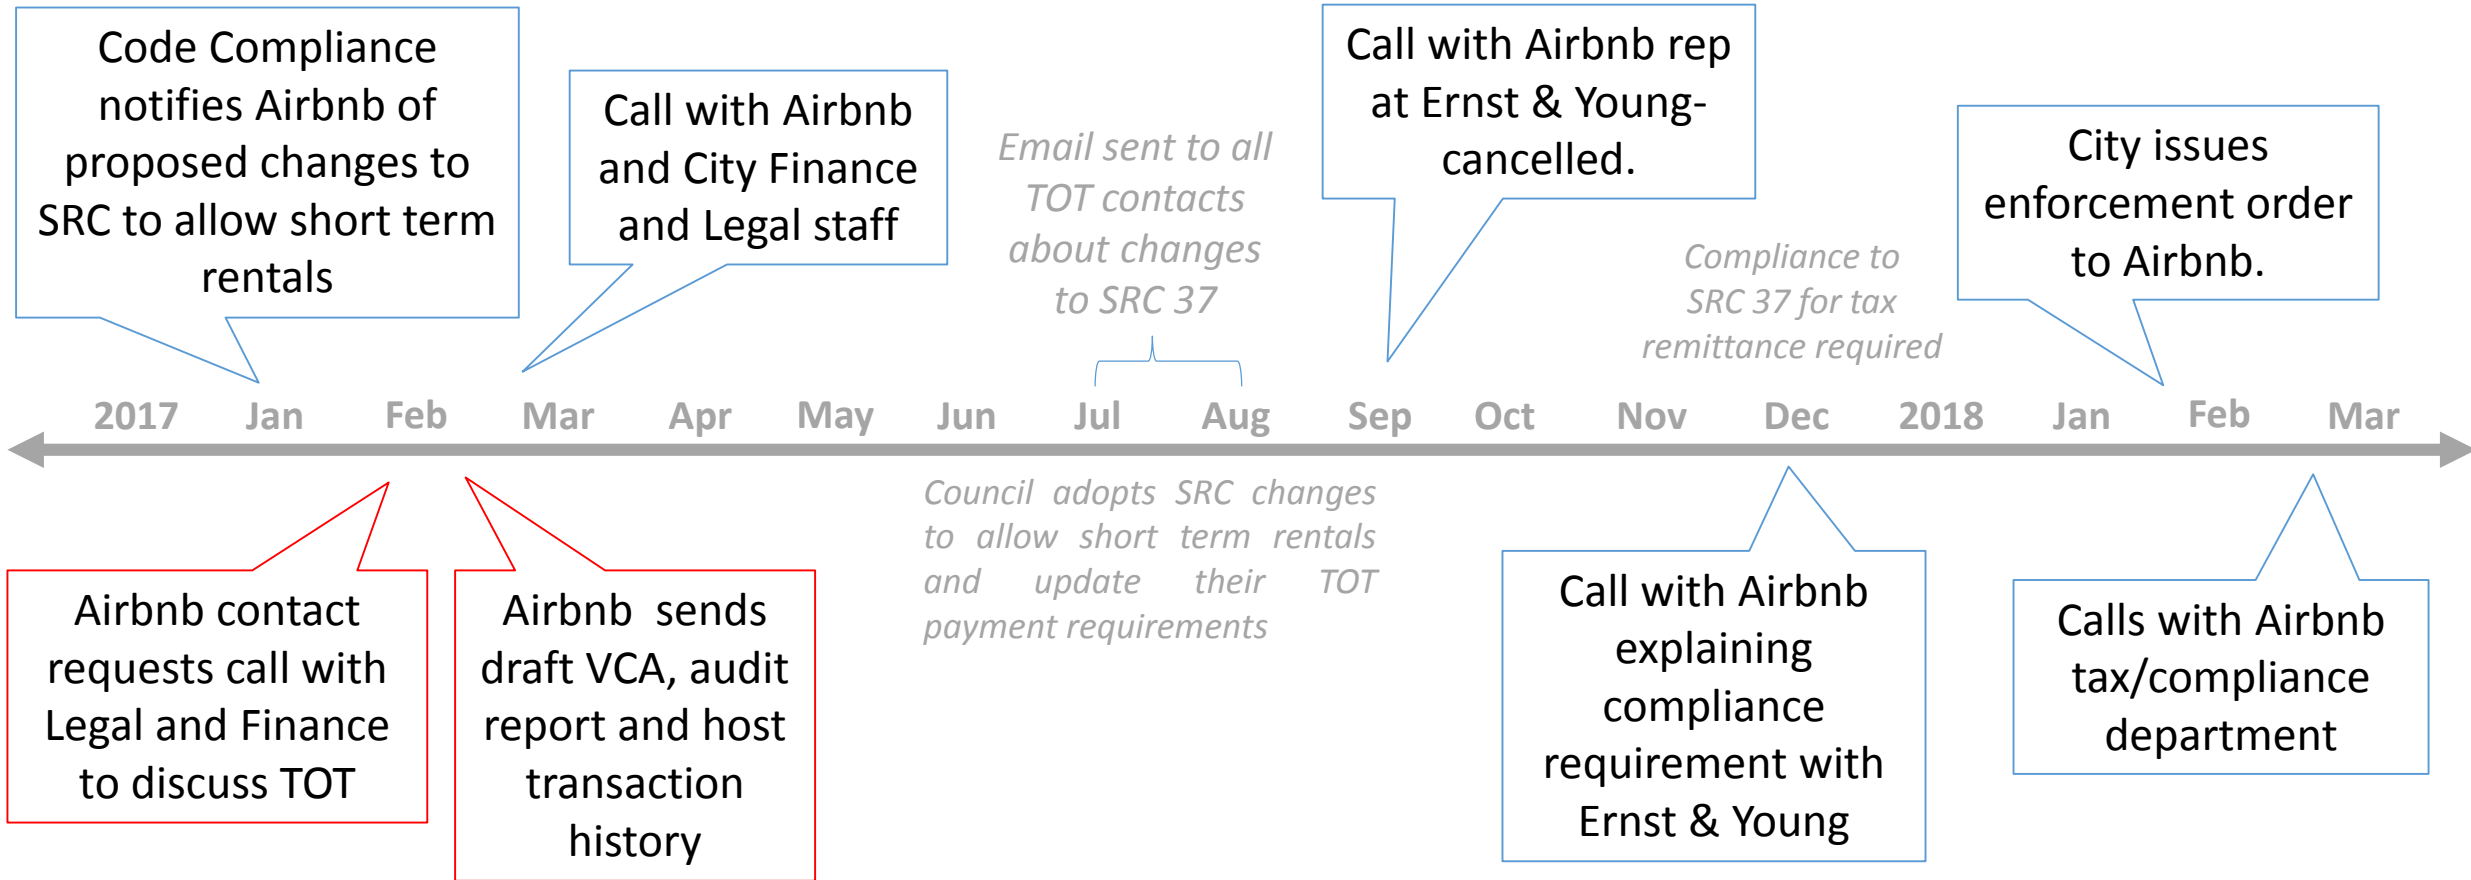 Code Compliance
notifies Airbnb of
proposed changes to
SRC to allow short term
rentals
Call with Airbnb
and City Finance
and Legal staff
Email sent to all
TOT contacts
about changes
to SRC 37
Call with Airbnb rep
at Ernst & Young-
cancelled.
Compliance to
SRC 37 for tax
remittance required
City issues
enforcement order
to Airbnb.
2017 Jan Feb Mar Apr May Jun Jul Aug Sep Oct Nov Dec 2018 Jan Feb Mar
Airbnb contact
requests call with
Legal and Finance
to discuss TOT
Airbnb sends
draft VCA, audit
report and host
transaction
history
Council adopts SRC changes
to allow short term rentals
and update their TOT
payment requirements
Call with Airbnb
explaining
compliance
requirement with
Ernst & Young
Calls with Airbnb
tax/compliance
department